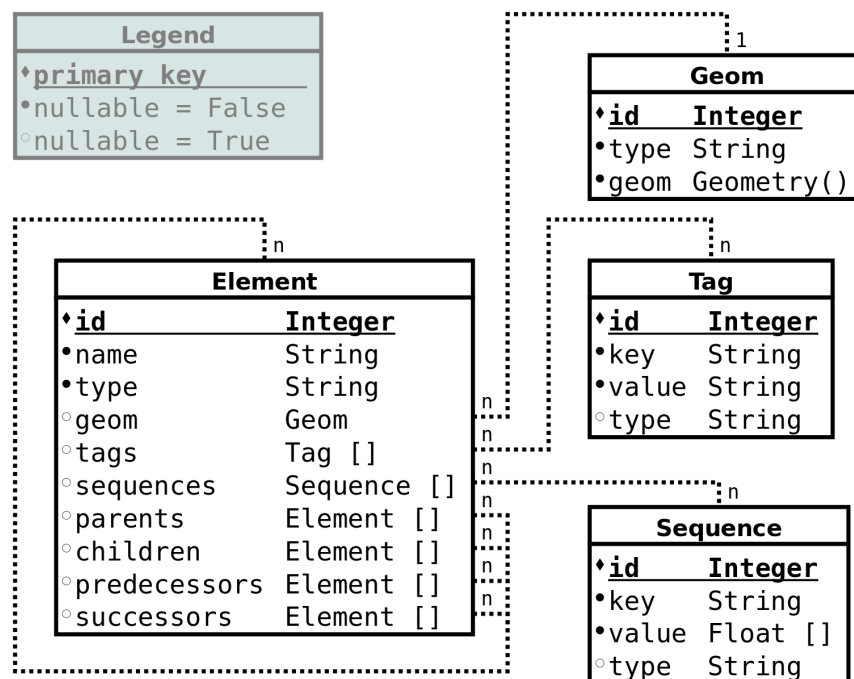 Legend
primary key
nullable = False
nullable = True
1
Geom
id Integer
type String
geom Geometry()
n
Element
id Integer
name String
type String
geom Geom
tags Tag []
sequences Sequence []
parents Element []
children Element []
predecessors Element []
successors Element []
n
n
n
n
n
n
n
n
Tag
id Integer
key String
value String
type String
n
Sequence
id Integer
key String
value Float []
type String